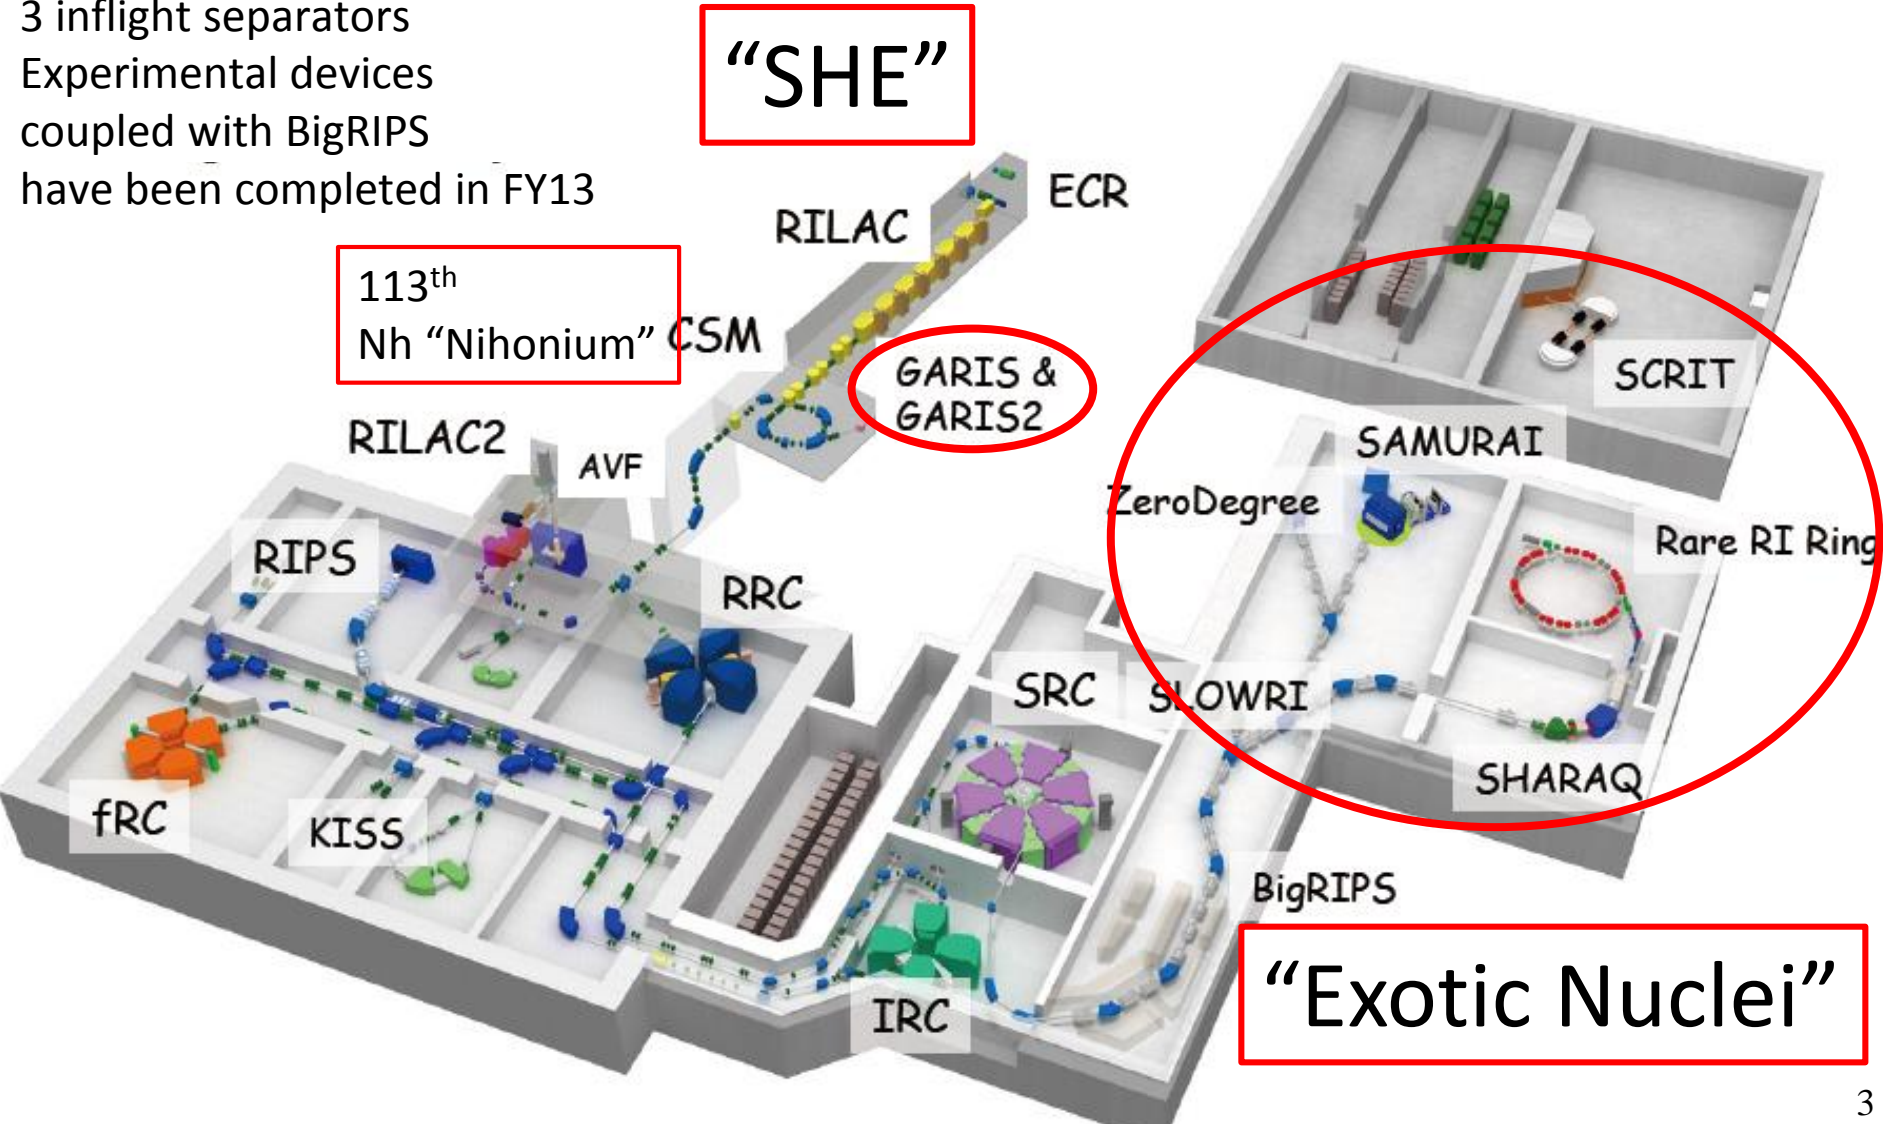 3 inflight separators
Experimental devices
coupled with BigRIPS
have been completed in FY13
“SHE”
ECR
RILAC
113th
Nh “Nihonium”
CSM
GARIS &
GARIS2
SCRIT
RILAC2
AVF
SAMURAI
ZeroDegree
Rare RI Ring
RIPS
RRC
SRC
SLOWRI
SHARAQ
fRC
KISS
BigRIPS
IRC
“Exotic Nuclei”
3